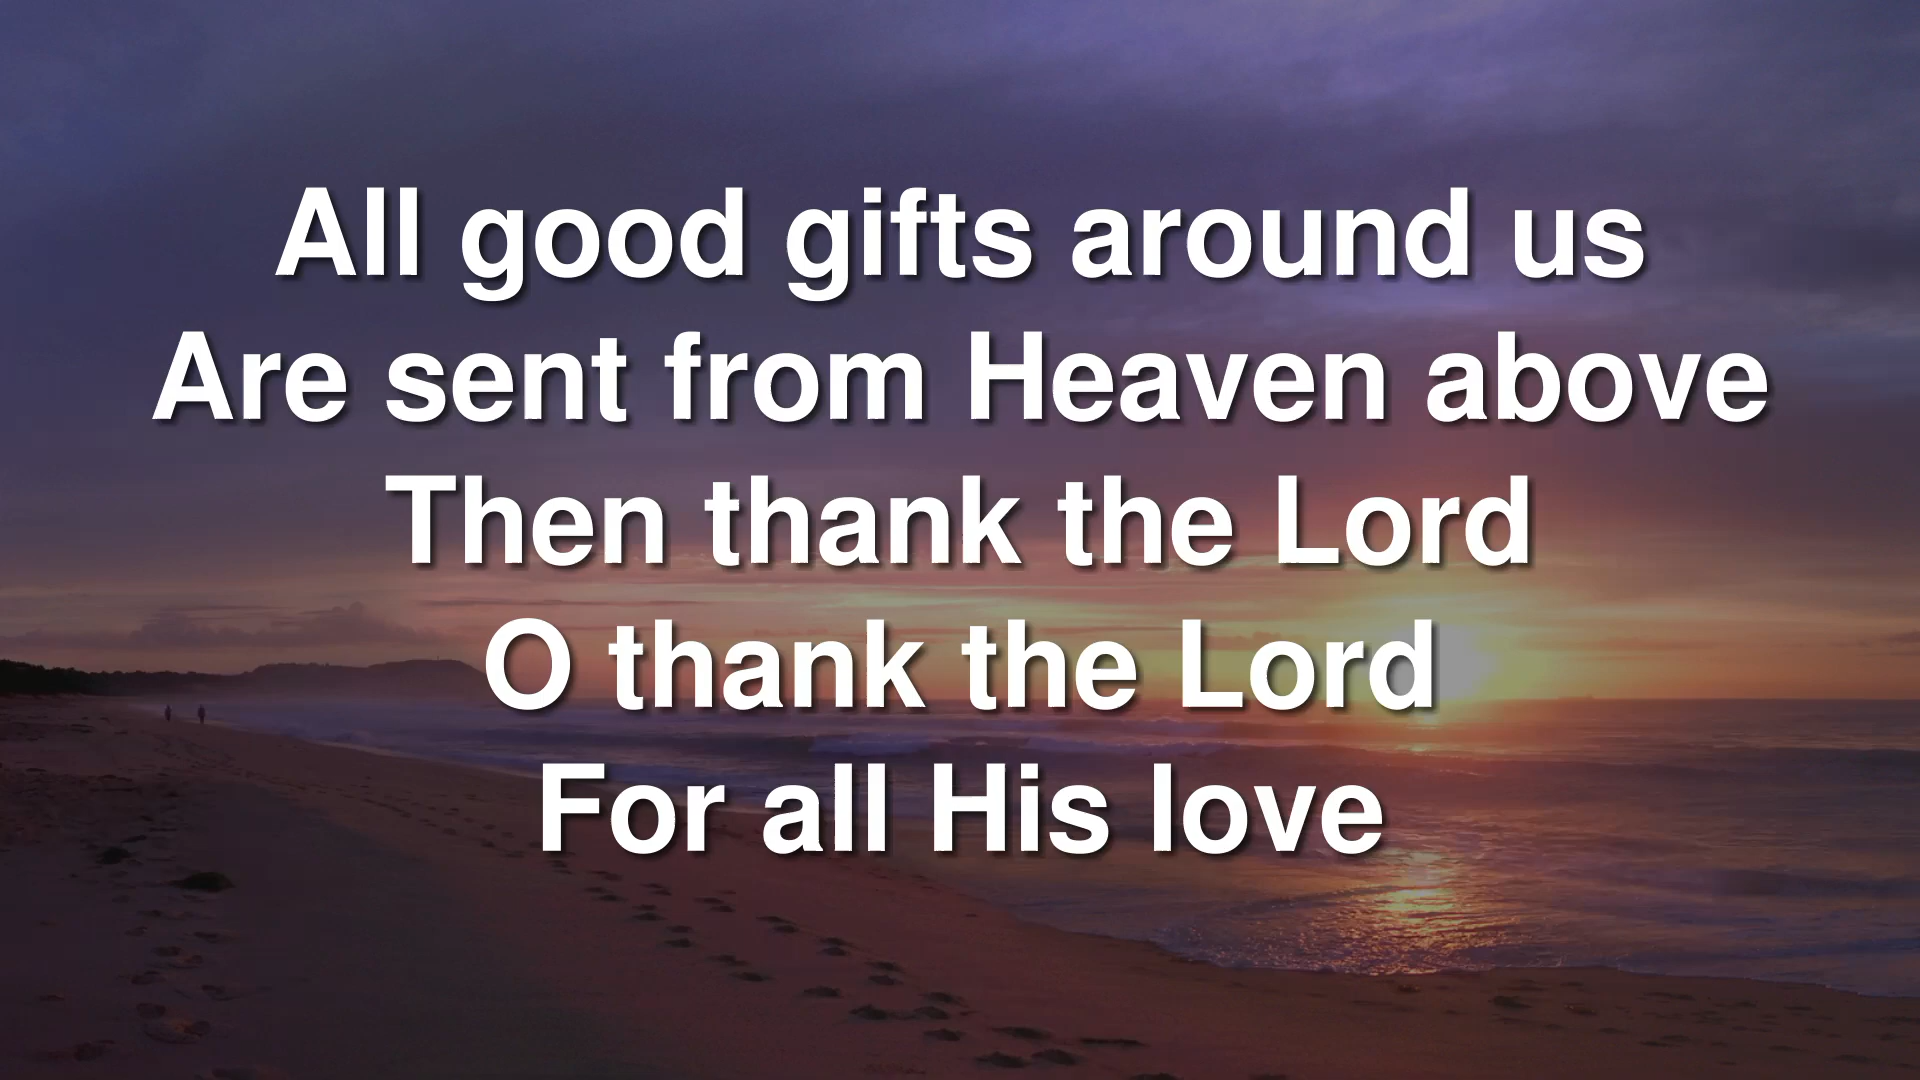 All good gifts around us
Are sent from Heaven above
Then thank the Lord
O thank the Lord
For all His love